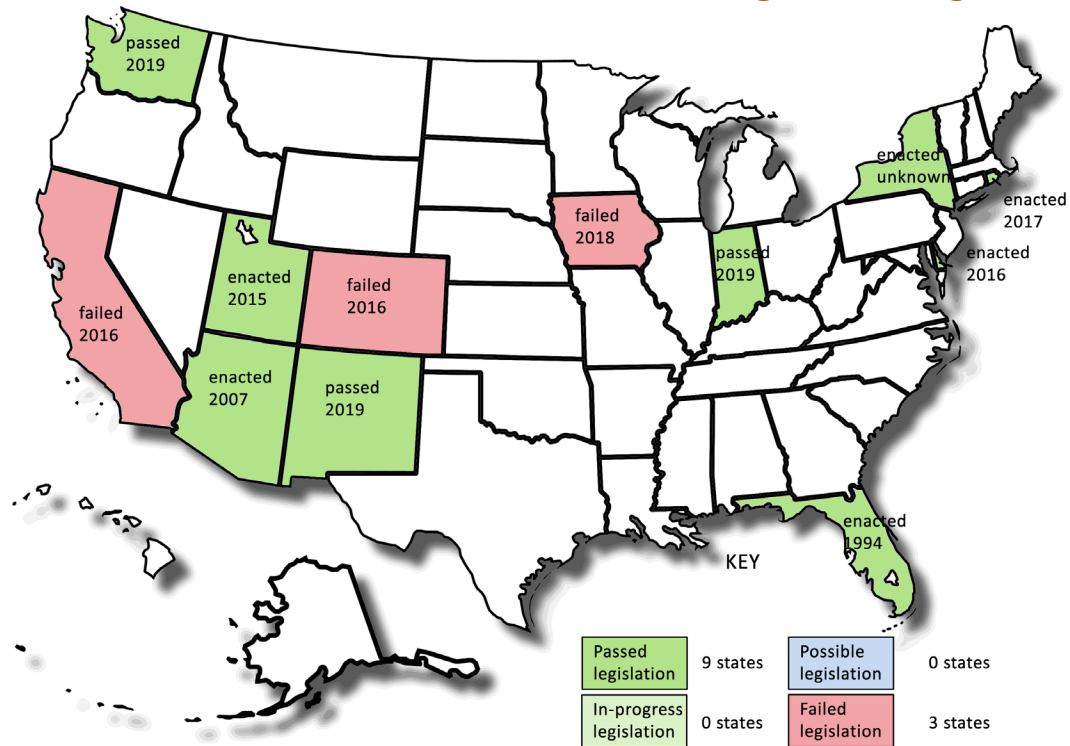 passed
2019
enacted
unknown
enacted
2017
failed
2018
passed
2019
enacted
2016
enacted
2015
failed
2016
failed
2016
enacted
2007
passed
2019
enacted
1994
KEY
Passed
legislation
9 states
Possible
legislation
0 states
In-progress
legislation
0 states
Failed
legislation
3 states